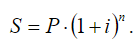 S = P · (1 + i)ⁿ.